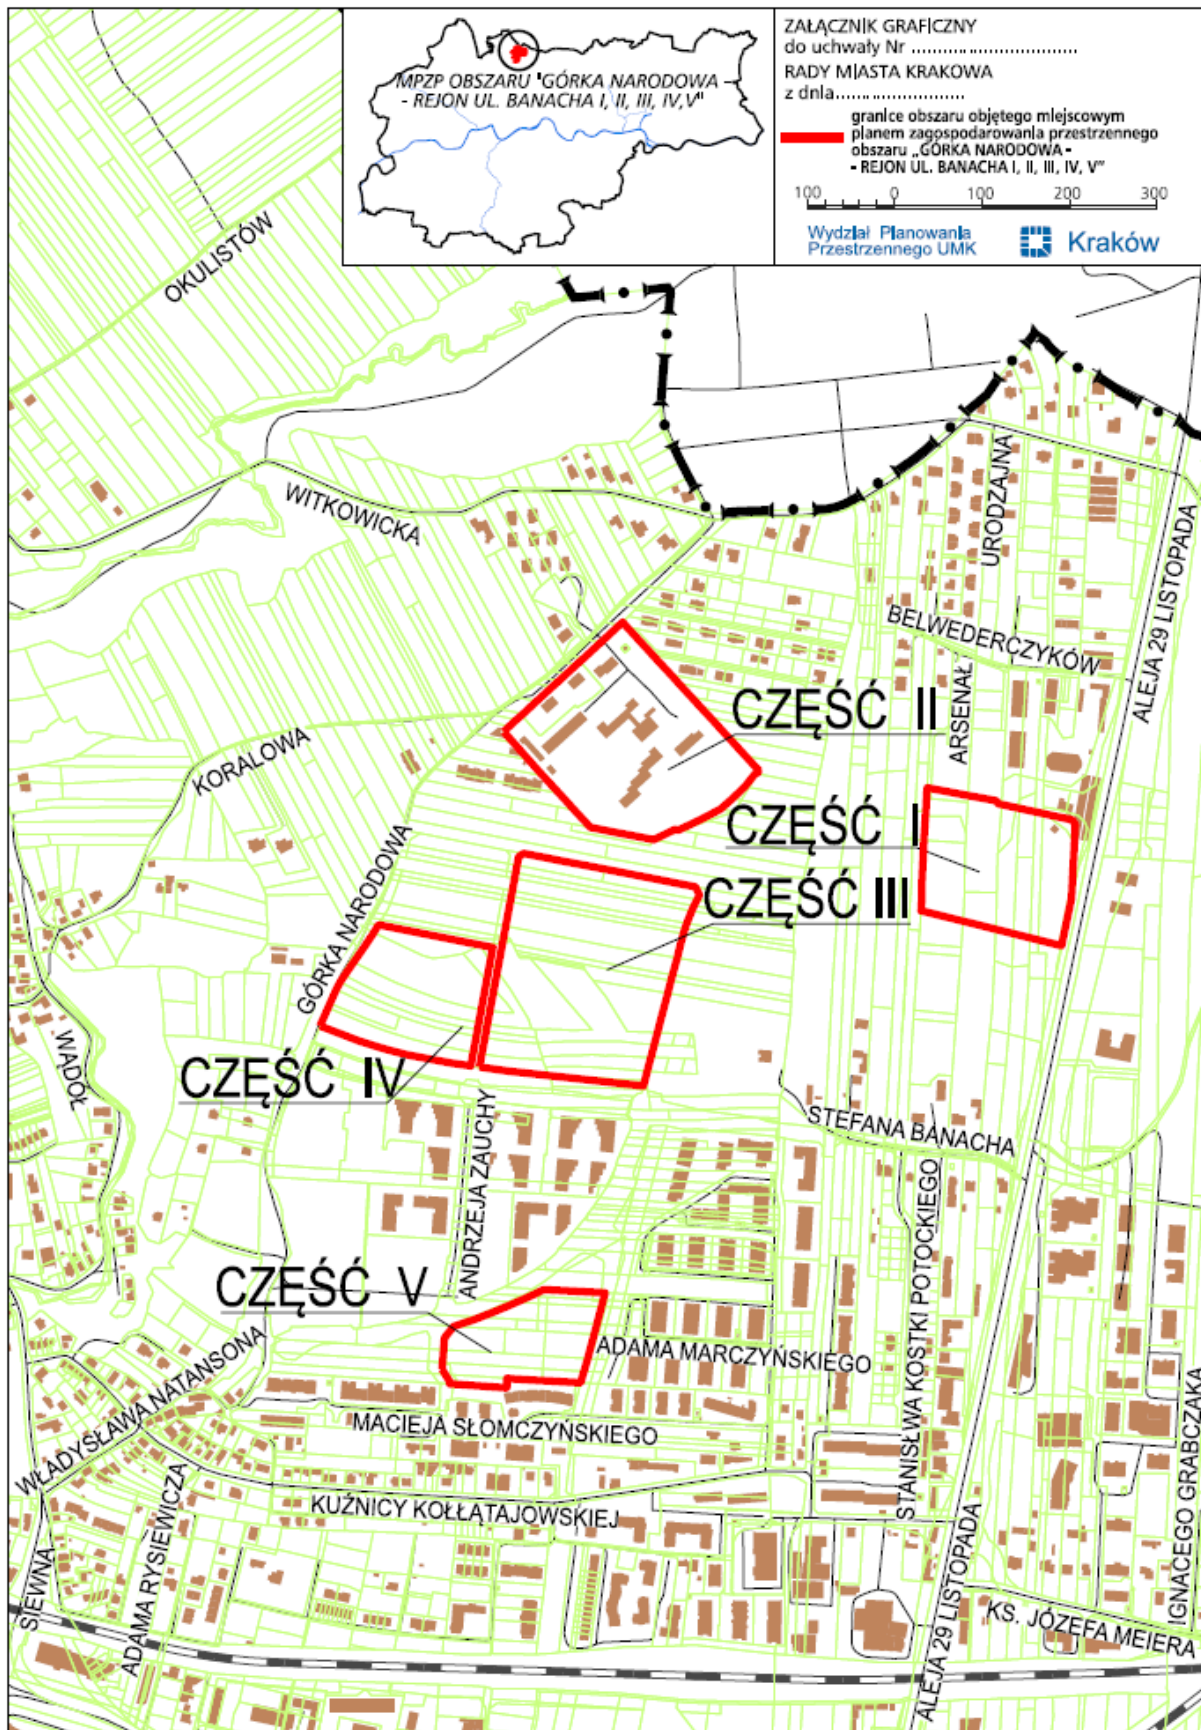 MPZP OBSZARU "GÓRKA NARODOWA -
- REJON UL. BANACHA I, II, III, IV,V"
ZAŁĄCZNIK GRAFICZNY
do uchwały Nr ..................................
RADY MIASTA KRAKOWA
z dnia.........................
granice obszaru objętego miejscowym
planem zagospodarowania przestrzennego
obszaru „GÓRKA NARODOWA -
- REJON UL. BANACHA I, II, III, IV, V”
100 0 100 200 300
Wydział Planowania
Przestrzennego UMK
Kraków
OKULISTÓW
WITKOWICKA
URODZAJNA
ALEJA 29 LISTOPADA
BELWEDERCZYKÓW
ARSENAŁ
CZĘŚĆ II
KORALOWA
CZĘŚĆ I
CZĘŚĆ III
GÓRKA NARODOWA
WĄDÓŁ
CZĘŚĆ IV
STEFANA BANACHA
ANDRZEJA ZAUCHY
STANISŁWA KOSTKI POTOCKIEGO
CZĘŚĆ V
ADAMA MARCZYŃSKIEGO
WŁADYSŁAWA NATANSONA
MACIEJA SŁOMCZYŃSKIEGO
IGNACEGO GRABCZAKA
KUŹNICY KOŁŁĄTAJOWSKIEJ
ADAMA RYSIEWICZA
SIEWNA
ALEJA 29 LISTOPADA
KS. JÓZEFA MEIERA